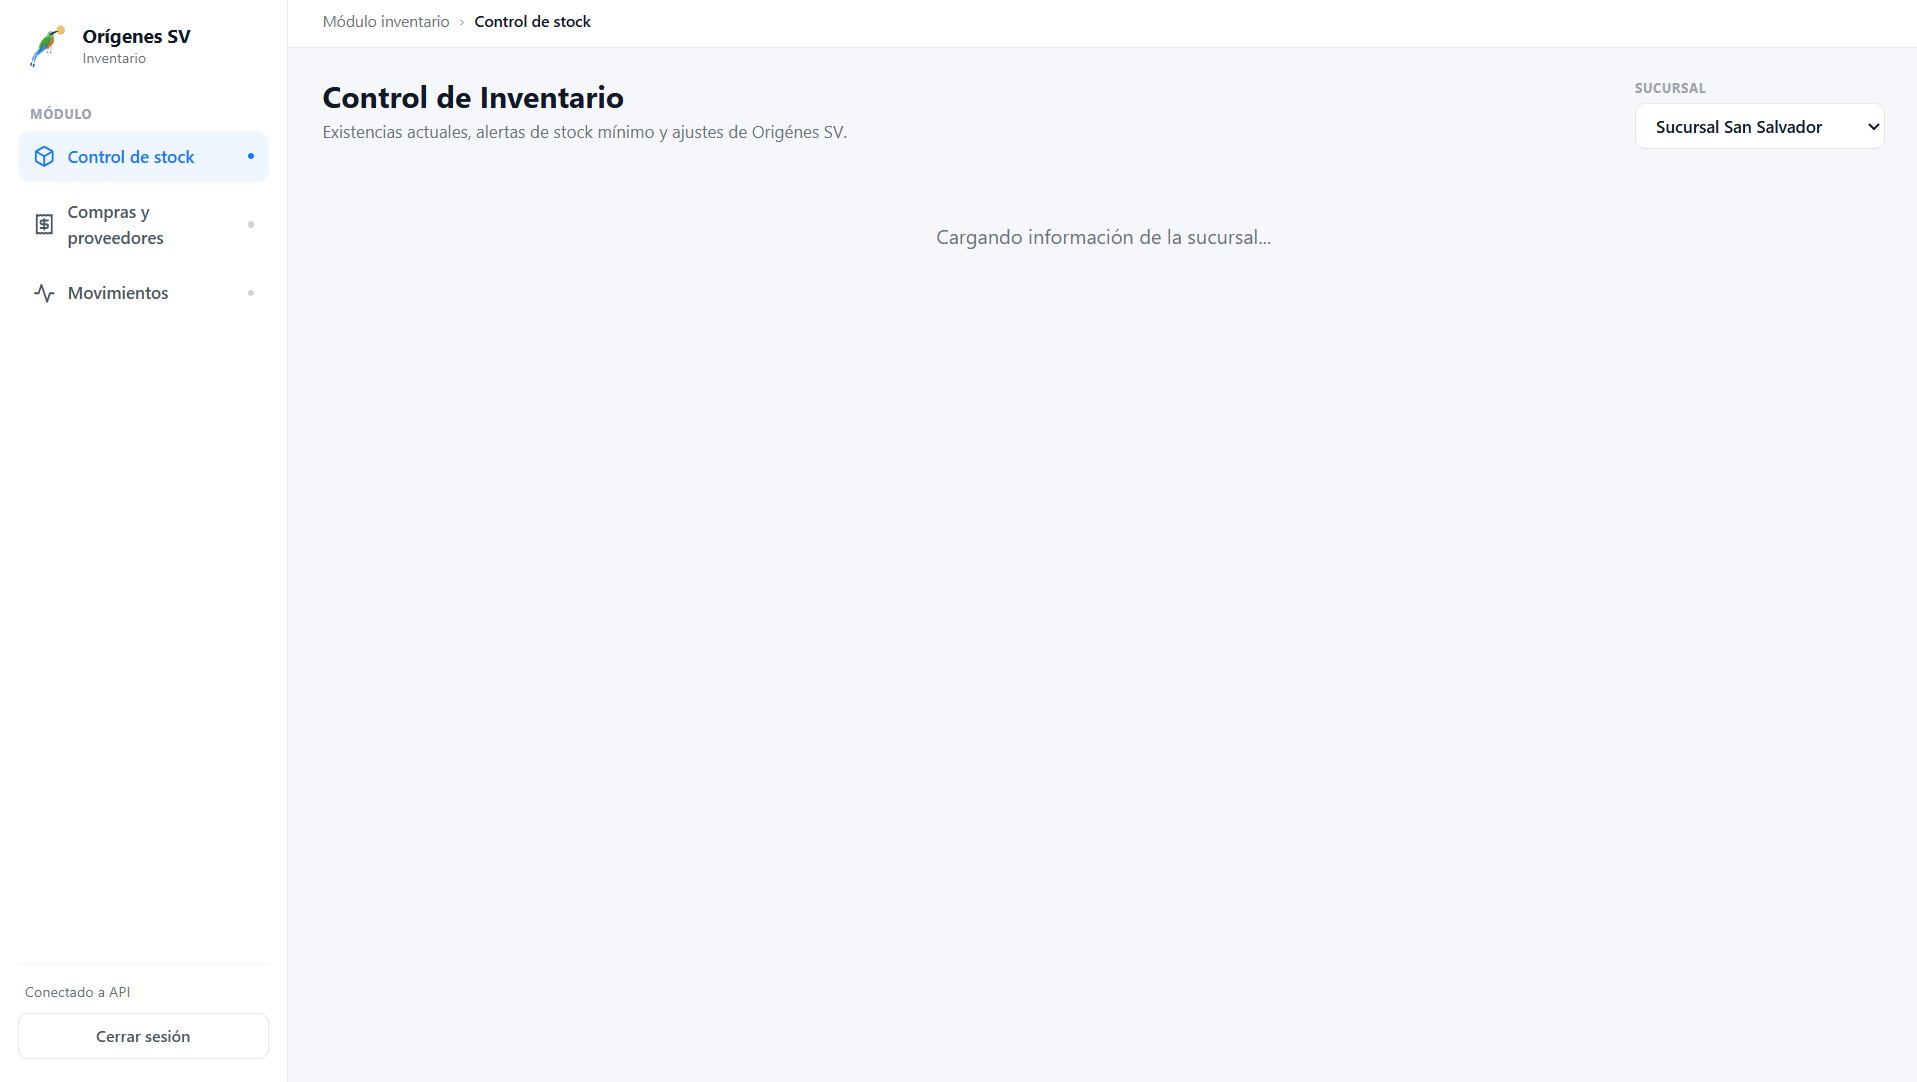 Orígenes SV
Inventario
MÓDULO
Control de stock
Compras y
proveedores
Movimientos
Conectado a API
Cerrar sesión
Módulo inventario › Control de stock
Control de Inventario
Existencias actuales, alertas de stock mínimo y ajustes de Origénes SV.
SUCURSAL
Sucursal San Salvador
Cargando información de la sucursal...